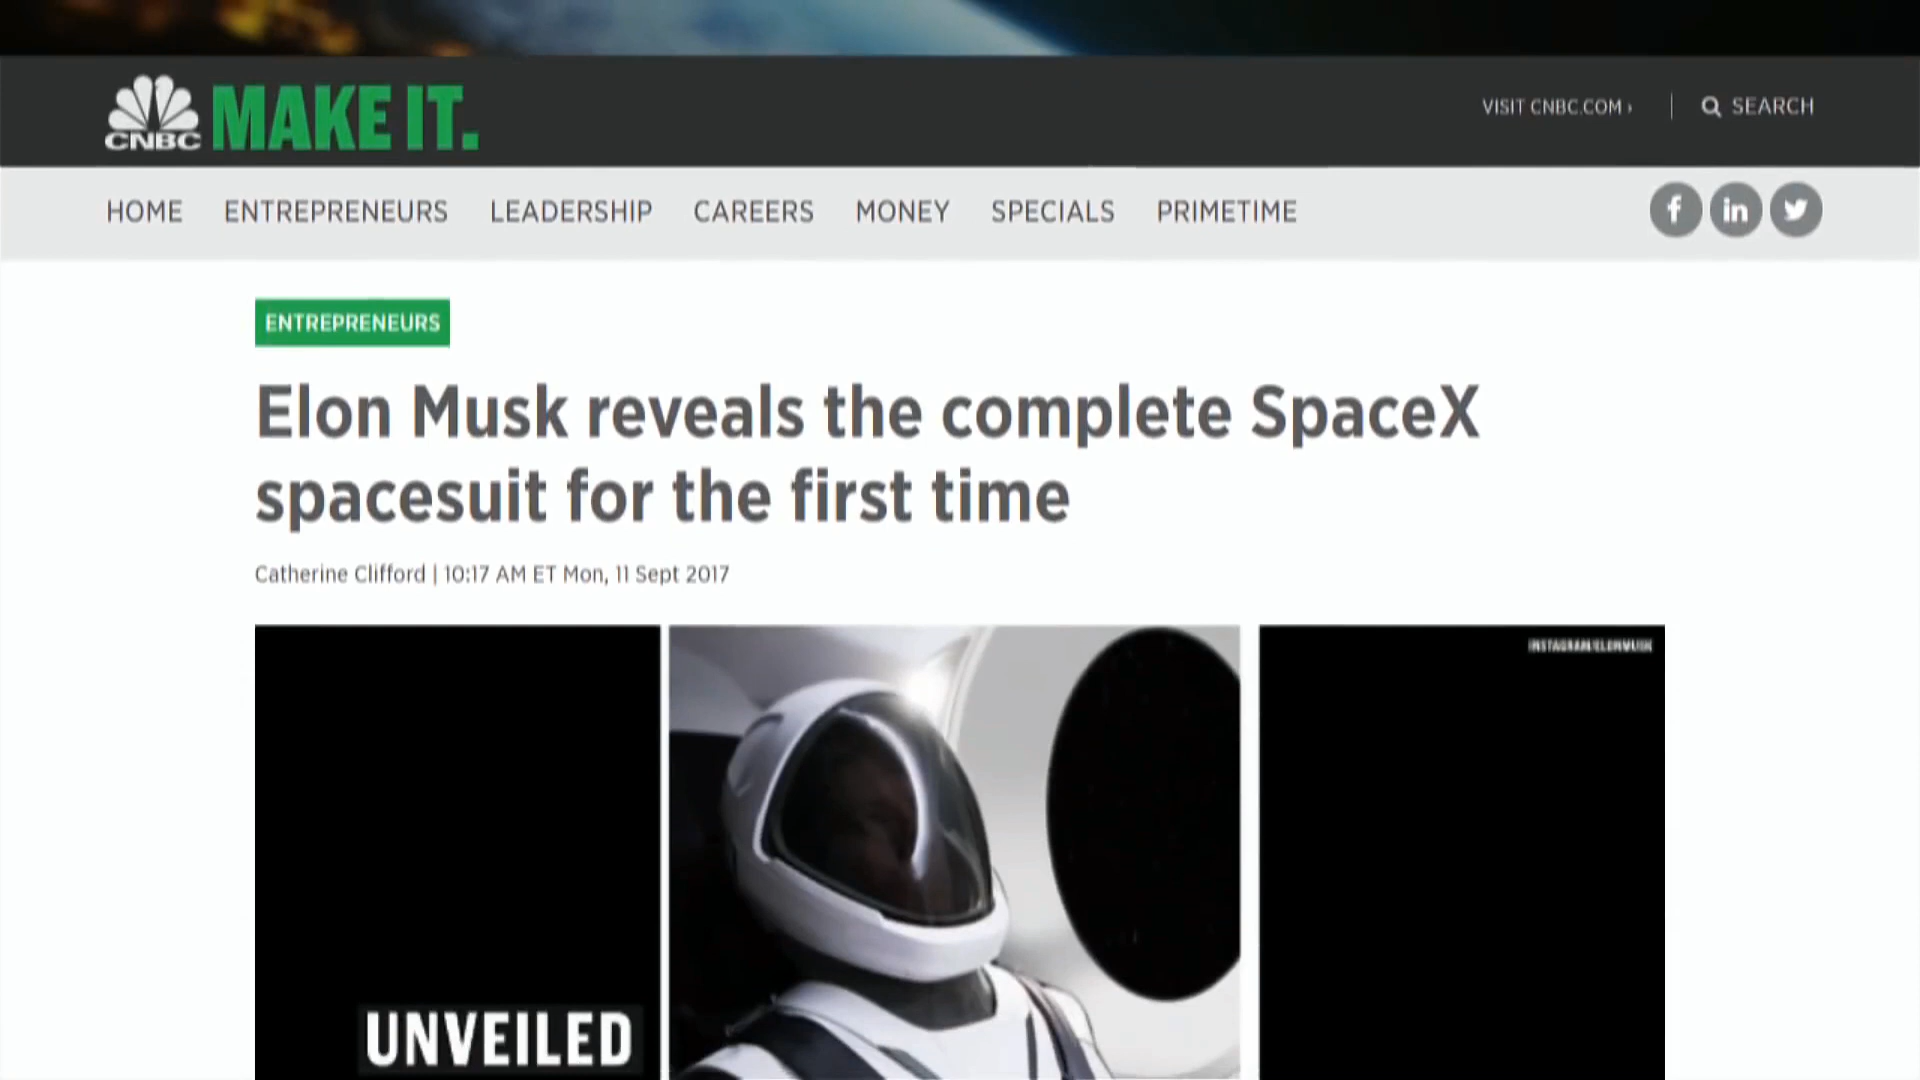 CNBC MAKE IT.
VISIT CNBC.COM ›
SEARCH
HOME ENTREPRENEURS LEADERSHIP CAREERS MONEY SPECIALS PRIMETIME
f in
ENTREPRENEURS
Elon Musk reveals the complete SpaceX
spacesuit for the first time
Catherine Clifford | 10:17 AM ET Mon, 11 Sept 2017
INSTAGRAM/ELONMUSK
UNVEILED